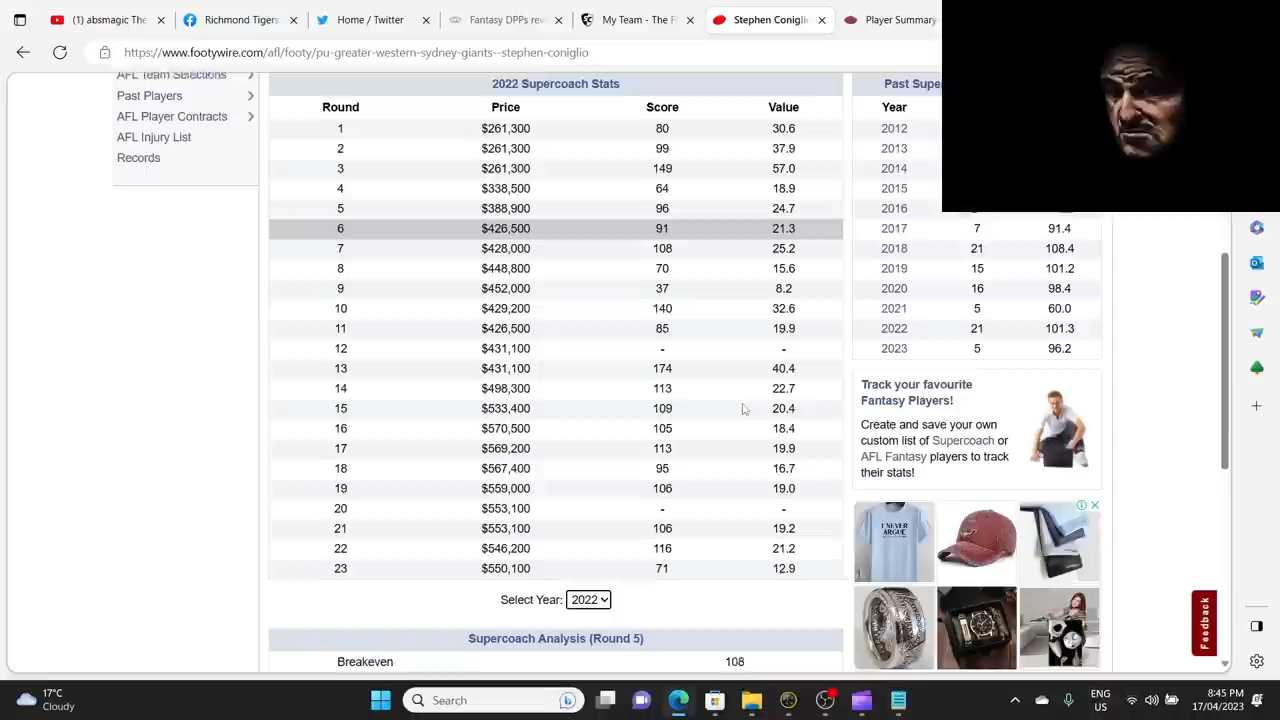 (1) absmagic The
Richmond Tigers
Home / Twitter
Fantasy DPPs rev
My Team - The F
Stephen Coniglio
Player Summary
https://www.footywire.com/afl/footy/pu-greater-western-sydney-giants--stephen-coniglio
AFL Team Selections
Past Players
AFL Player Contracts
AFL Injury List
Records
2022 Supercoach Stats
Round Price Score Value
1 $261,300 80 30.6
2 $261,300 99 37.9
3 $261,300 149 57.0
4 $338,500 64 18.9
5 $388,900 96 24.7
6 $426,500 91 21.3
7 $428,000 108 25.2
8 $448,800 70 15.6
9 $452,000 37 8.2
10 $429,200 140 32.6
11 $426,500 85 19.9
12 $431,100 - -
13 $431,100 174 40.4
14 $498,300 113 22.7
15 $533,400 109 20.4
16 $570,500 105 18.4
17 $569,200 113 19.9
18 $567,400 95 16.7
19 $559,000 106 19.0
20 $553,100 - -
21 $553,100 106 19.2
22 $546,200 116 21.2
23 $550,100 71 12.9
Select Year: 2022
Supercoach Analysis (Round 5)
Breakeven 108
Past Supe
Year
2012
2013
2014
2015
2016
2017 7 91.4
2018 21 108.4
2019 15 101.2
2020 16 98.4
2021 5 60.0
2022 21 101.3
2023 5 96.2
Track your favourite
Fantasy Players!
Create and save your own
custom list of Supercoach or
AFL Fantasy players to track
their stats!
I NEVER
ARGUE
Feedback
17°C
Cloudy
Search
ENG
US
8:45 PM
17/04/2023